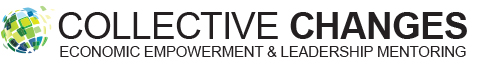 COLLECTIVE CHANGES
ECONOMIC EMPOWERMENT & LEADERSHIP MENTORING